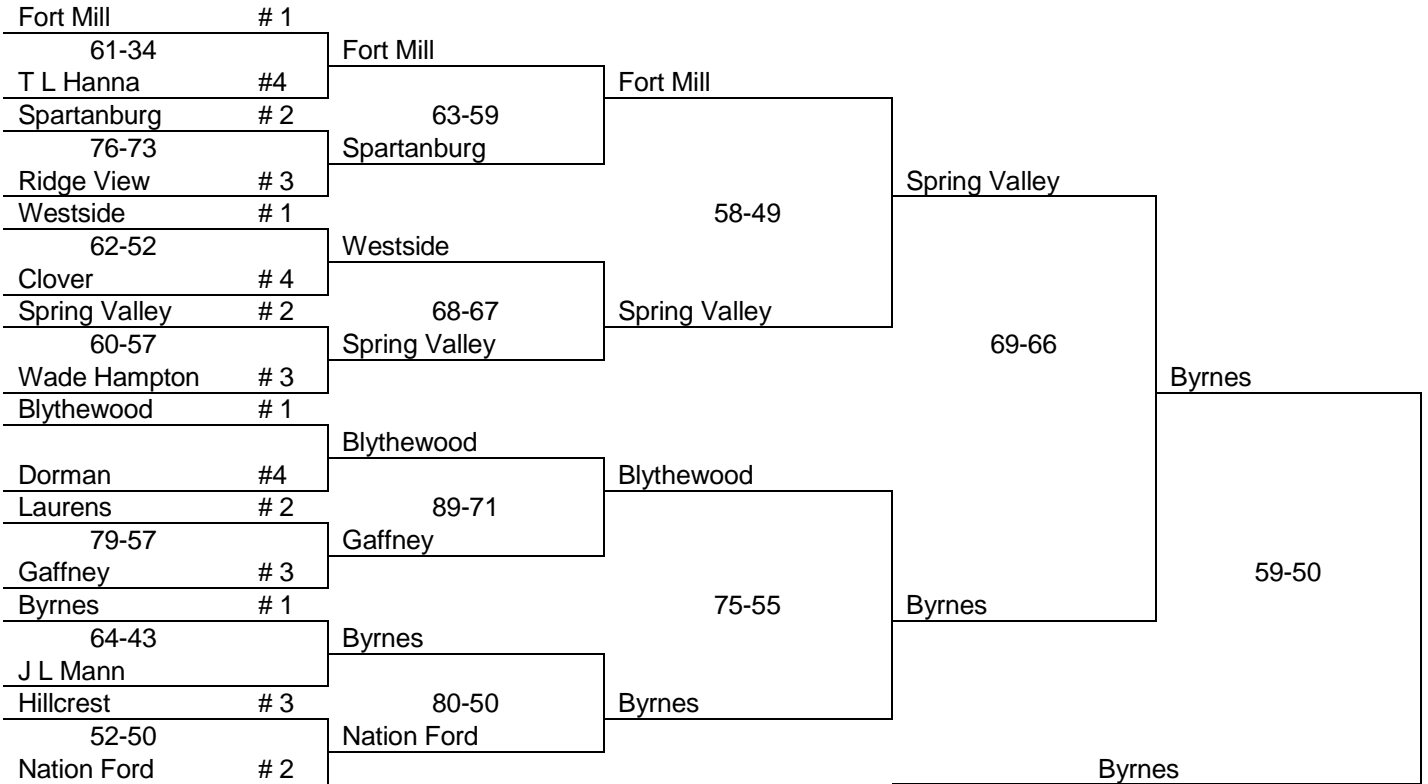 Fort Mill # 1
61-34 Fort Mill
T L Hanna #4 Fort Mill
Spartanburg # 2 63-59
76-73 Spartanburg
Ridge View # 3 Spring Valley
Westside # 1 58-49
62-52 Westside
Clover # 4
Spring Valley # 2 68-67 Spring Valley
60-57 Spring Valley 69-66
Wade Hampton # 3 Byrnes
Blythewood # 1
Blythewood
Dorman #4 Blythewood
Laurens # 2 89-71
79-57 Gaffney
Gaffney # 3 59-50
Byrnes # 1 75-55 Byrnes
64-43 Byrnes
J L Mann
Hillcrest # 3 80-50 Byrnes
52-50 Nation Ford
Nation Ford # 2 Byrnes